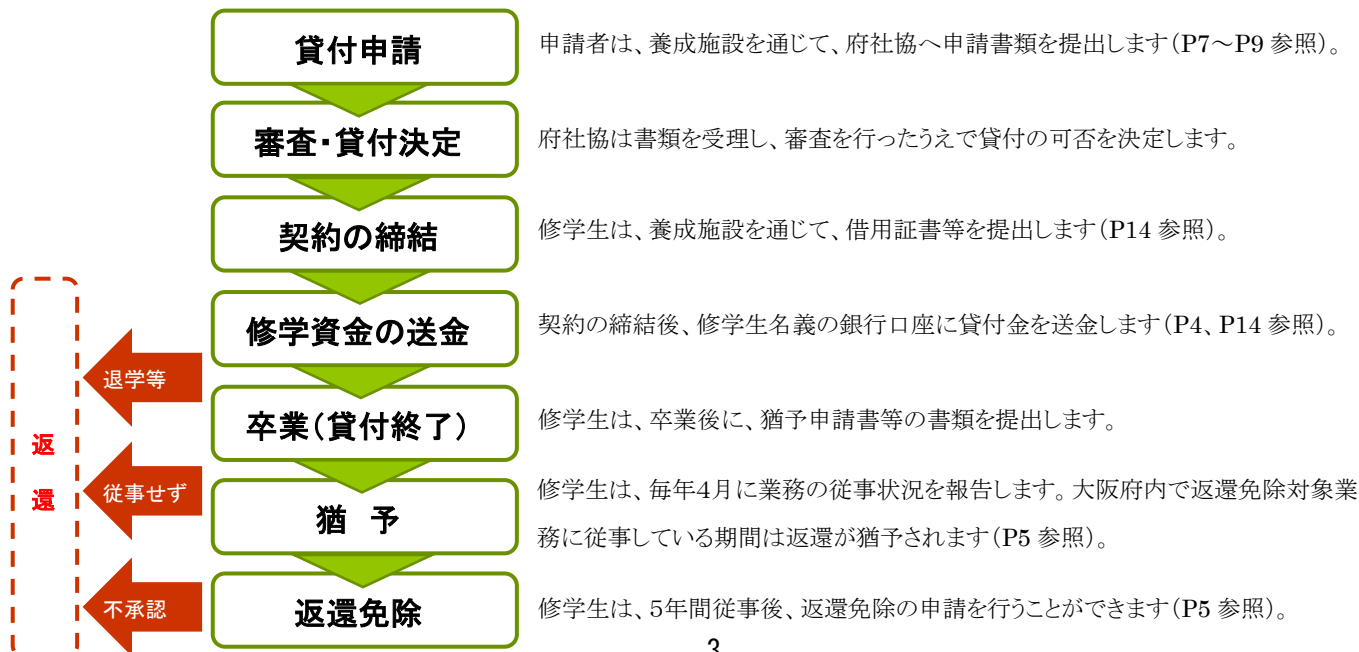 貸付申請
申請者は、養成施設を通じて、府社協へ申請書類を提出します(P7～P9 参照)。
審査・貸付決定
府社協は書類を受理し、審査を行ったうえで貸付の可否を決定します。
契約の締結
修学生は、養成施設を通じて、借用証書等を提出します(P14 参照)。
修学資金の送金
契約の締結後、修学生名義の銀行口座に貸付金を送金します(P4、P14 参照)。
退学等
卒業(貸付終了)
修学生は、卒業後に、猶予申請書等の書類を提出します。
返
還
従事せず
猶 予
修学生は、毎年4月に業務の従事状況を報告します。大阪府内で返還免除対象業
務に従事している期間は返還が猶予されます(P5 参照)。
不承認
返還免除
修学生は、5年間従事後、返還免除の申請を行うことができます(P5 参照)。
3